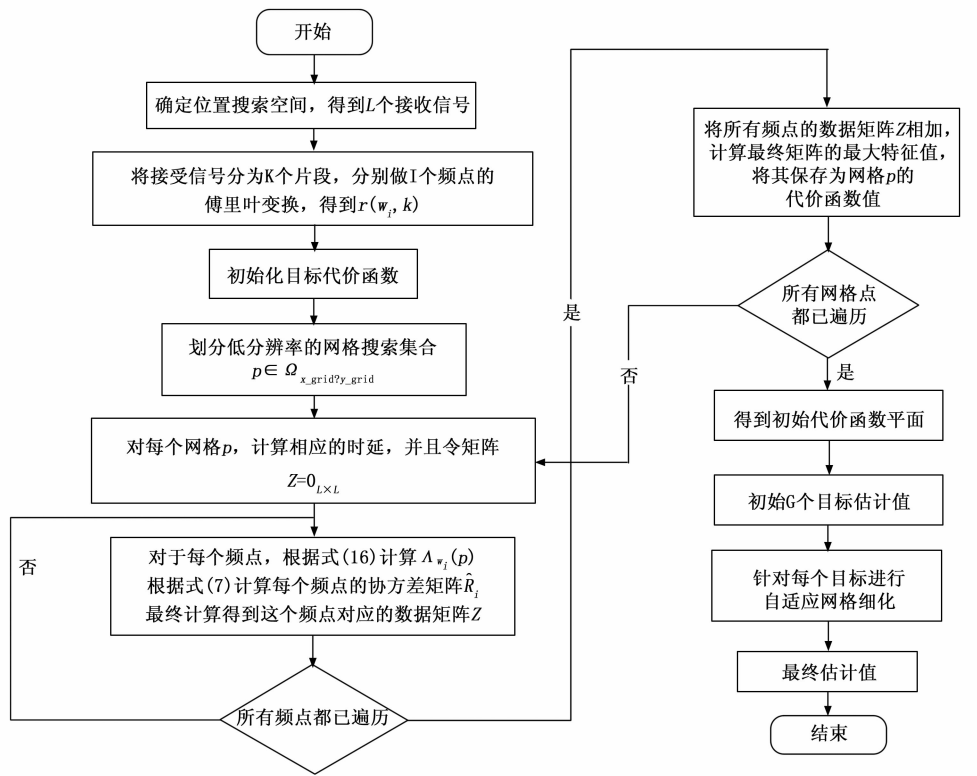 开始
确定位置搜索空间，得到L个接收信号
将接受信号分为K个片段，分别做I个频点的
傅里叶变换，得到r(wi,k)
初始化目标代价函数
划分低分辨率的网格搜索集合
p∈ Ωx_grid?y_grid
对每个网格p，计算相应的时延，并且令矩阵
Z=0L×L
否
对于每个频点，根据式(16)计算Λwi(p)
根据式(7)计算每个频点的协方差矩阵R̂i
最终计算得到这个频点对应的数据矩阵Z
所有频点都已遍历
是
将所有频点的数据矩阵Z相加，
计算最终矩阵的最大特征值，
将其保存为网格p的
代价函数值
所有网格点
都已遍历
否
是
得到初始代价函数平面
初始G个目标估计值
针对每个目标进行
自适应网格细化
最终估计值
结束